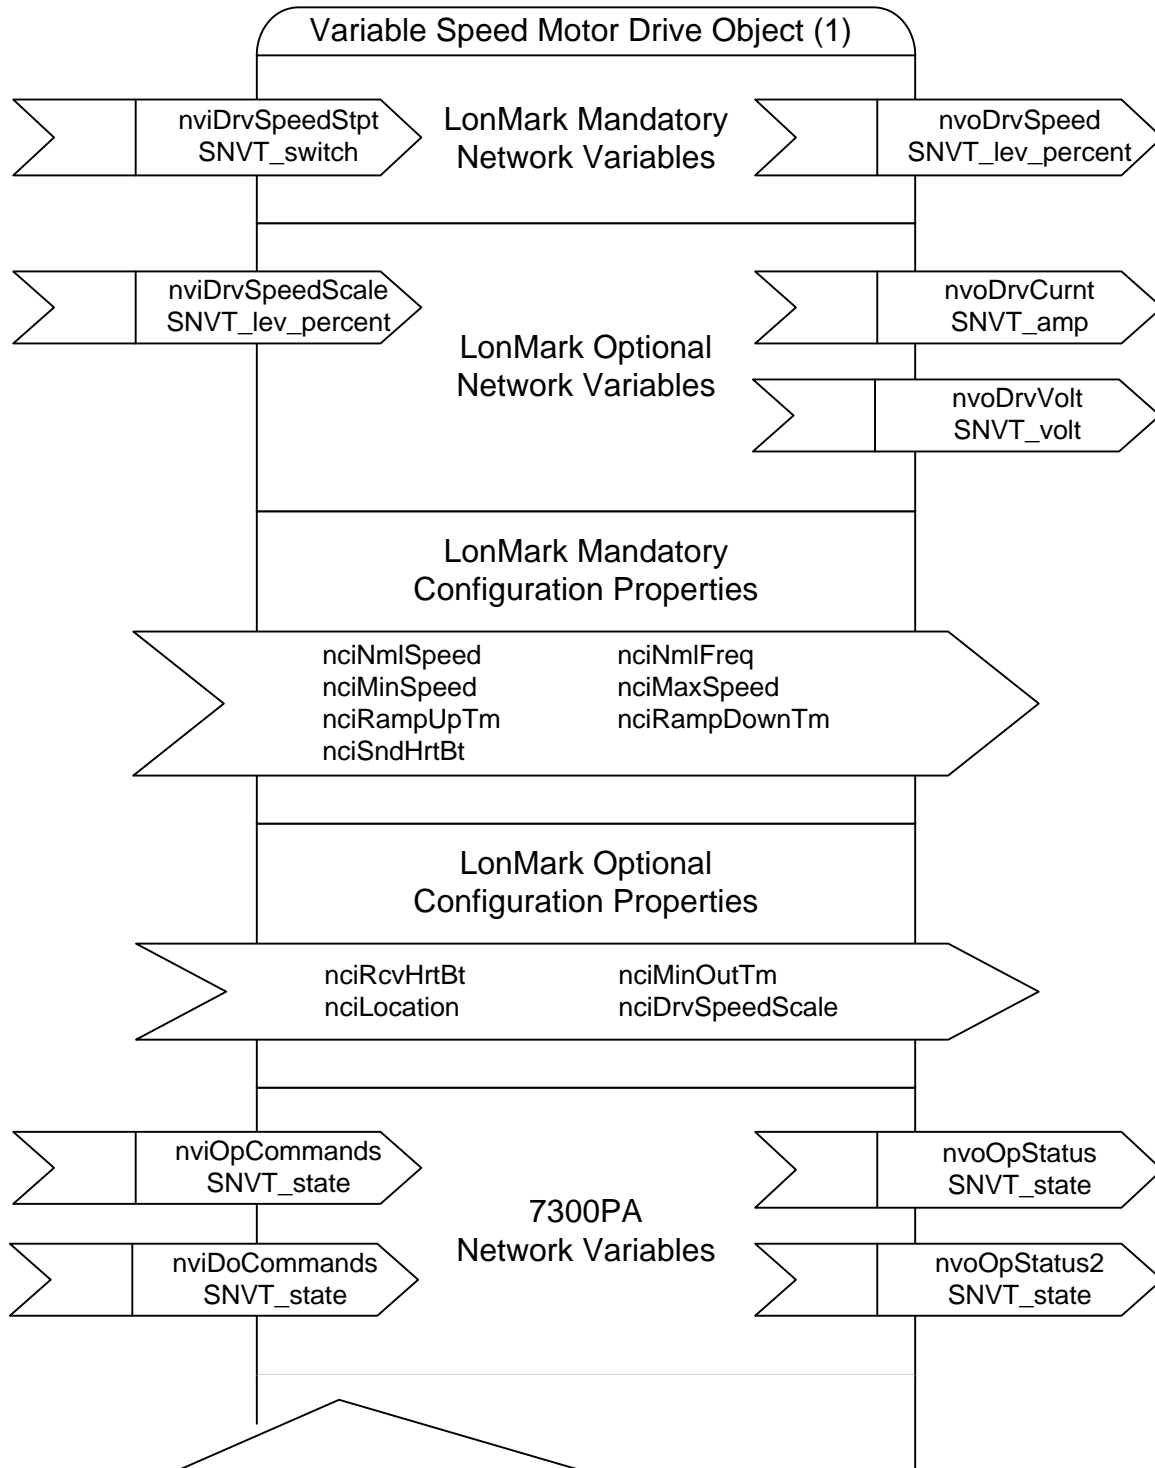 Variable Speed Motor Drive Object (1)
nviDrvSpeedStpt
SNVT_switch
LonMark Mandatory
Network Variables
nvoDrvSpeed
SNVT_lev_percent
nviDrvSpeedScale
SNVT_lev_percent
LonMark Optional
Network Variables
nvoDrvCurnt
SNVT_amp
nvoDrvVolt
SNVT_volt
LonMark Mandatory
Configuration Properties
nciNmlSpeed nciNmlFreq
nciMinSpeed nciMaxSpeed
nciRampUpTm nciRampDownTm
nciSndHrtBt
LonMark Optional
Configuration Properties
nciRcvHrtBt nciMinOutTm
nciLocation nciDrvSpeedScale
nviOpCommands
SNVT_state
nviDoCommands
SNVT_state
7300PA
Network Variables
nvoOpStatus
SNVT_state
nvoOpStatus2
SNVT_state